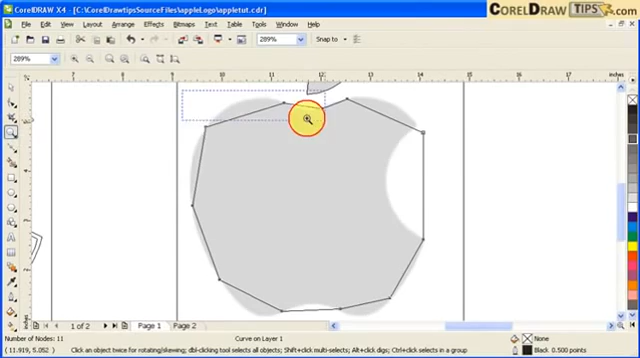 CorelDRAW X4 - [C:\CorelDrawtipsSourceFiles\appleLogo\appletut.cdr]
CORELDRAW TIPS.com
File Edit View Layout Arrange Effects Bitmaps Text Table Tools Window Help
289% Snap to
289%
10 11 12 13 14 15 inches
1 of 2 Page 1 Page 2
Number of Nodes: 11 Curve on Layer 1 None
(11.919, 5.052) Click an object twice for rotating/skewing; dbl-clicking tool selects all objects; Shift+click multi-selects; Alt+click digs; Ctrl+click selects in a group Black 0.500 points